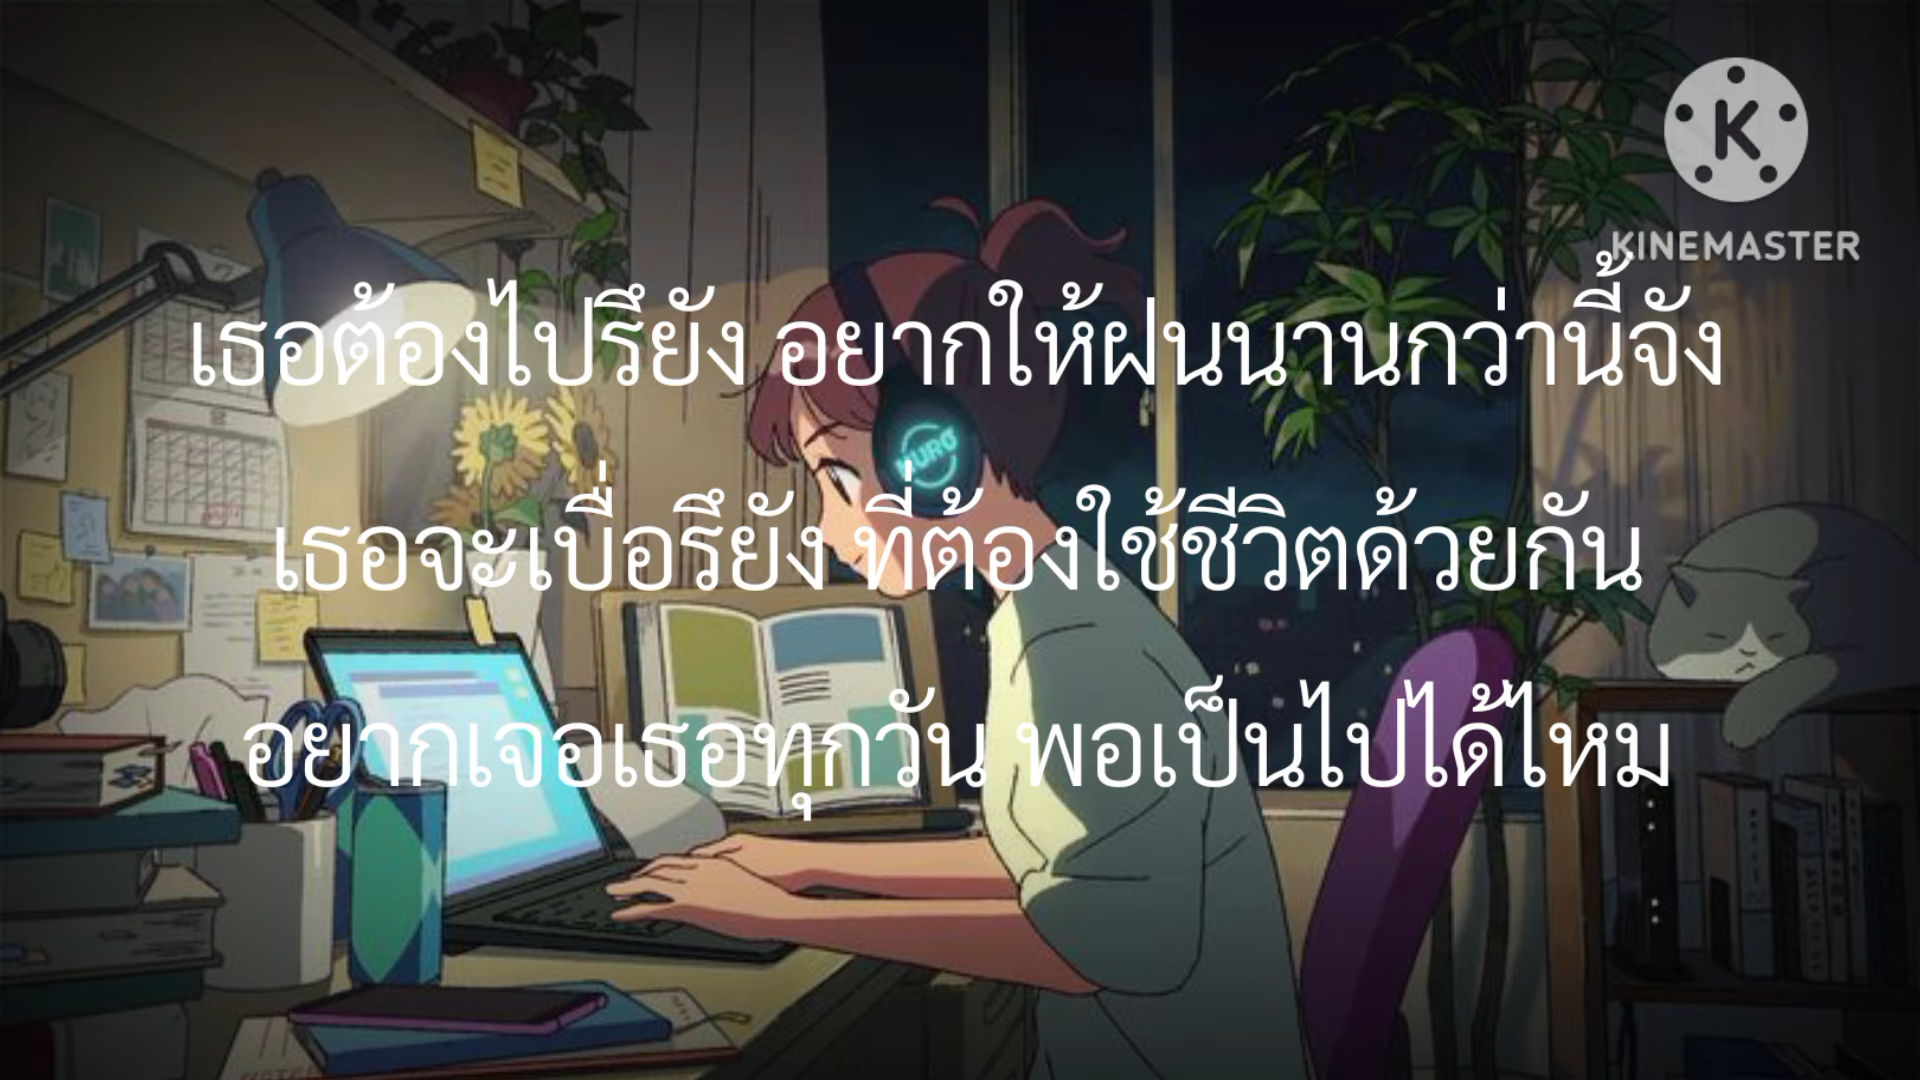 KINEMASTER
เธอต้องไปรึยัง อยากให้ฝนนานกว่านี้จัง
เธอจะเบื่อรึยัง ที่ต้องใช้ชีวิตด้วยกัน
อยากเจอเธอทุกวัน พอเป็นไปได้ไหม